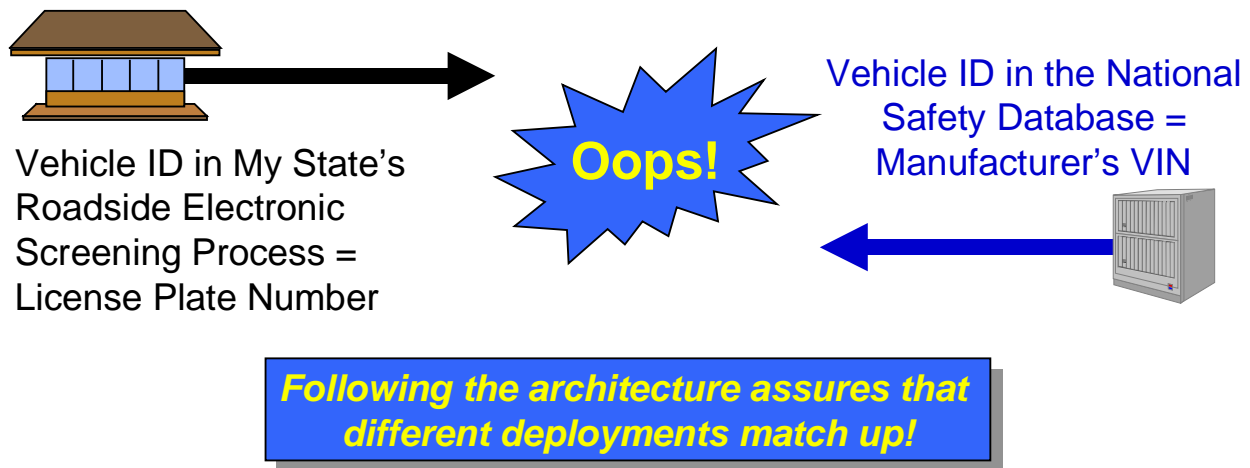 Vehicle ID in My State’s
Roadside Electronic
Screening Process =
License Plate Number
Oops!
Vehicle ID in the National
Safety Database =
Manufacturer’s VIN
Following the architecture assures that
different deployments match up!